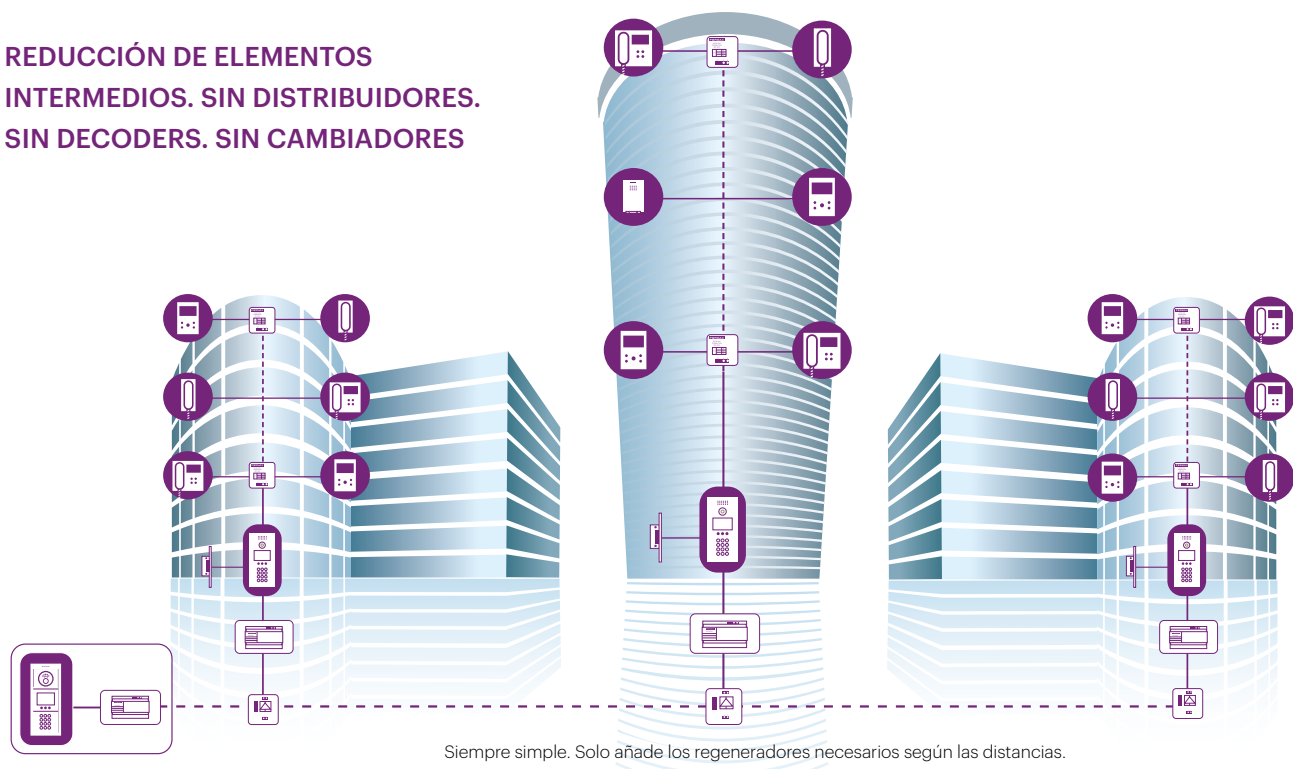 REDUCCIÓN DE ELEMENTOS
INTERMEDIOS. SIN DISTRIBUIDORES.
SIN DECODERS. SIN CAMBIADORES
Siempre simple. Solo añade los regeneradores necesarios según las distancias.